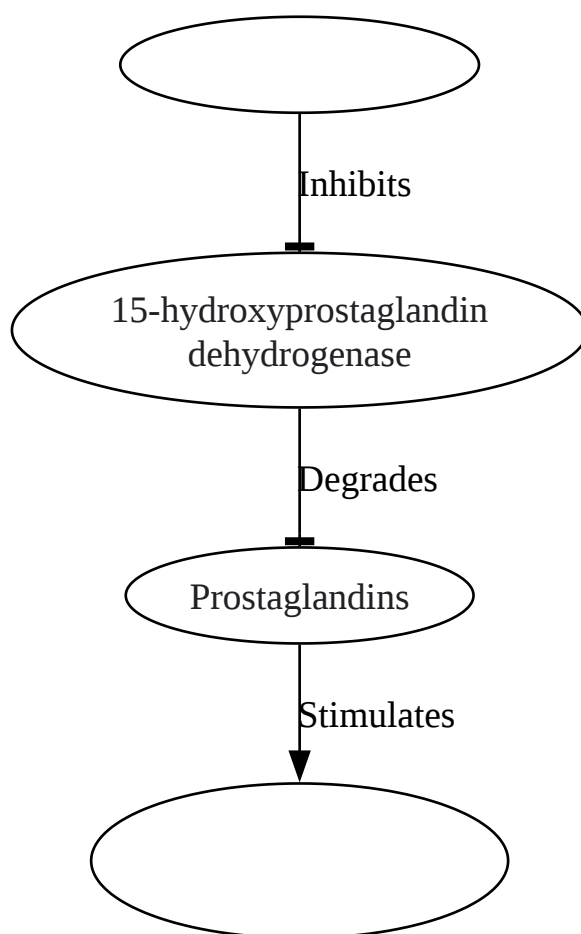 Inhibits
15-hydroxyprostaglandin
dehydrogenase
Degrades
Prostaglandins
Stimulates